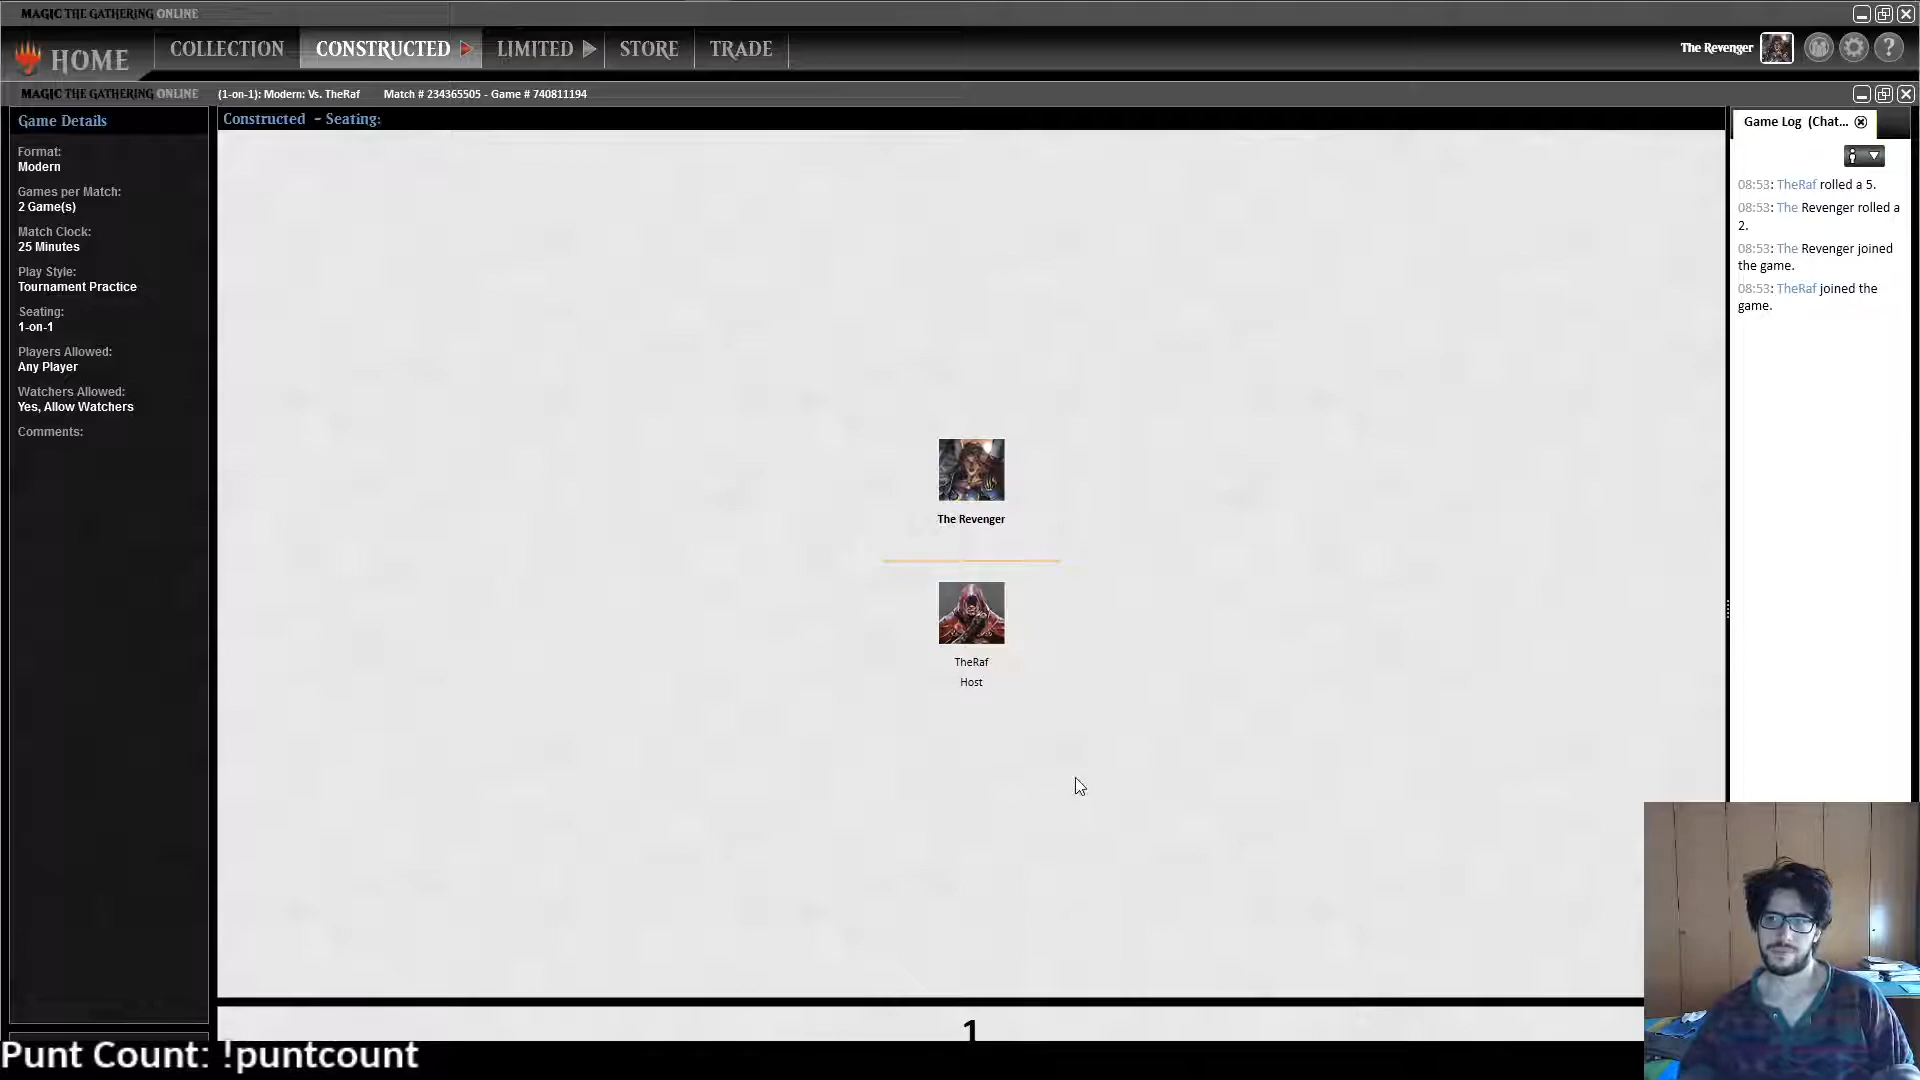 MAGIC THE GATHERING ONLINE
HOME
COLLECTION
CONSTRUCTED
LIMITED
STORE
TRADE
The Revenger
?
MAGIC THE GATHERING ONLINE
(1-on-1): Modern: Vs. TheRaf
Match # 234365505 - Game # 740811194
Game Details
Format:
Modern
Games per Match:
2 Game(s)
Match Clock:
25 Minutes
Play Style:
Tournament Practice
Seating:
1-on-1
Players Allowed:
Any Player
Watchers Allowed:
Yes, Allow Watchers
Comments:
Constructed - Seating:
The Revenger
TheRaf
Host
1
Game Log (Chat...
08:53: TheRaf rolled a 5.
08:53: The Revenger rolled a
2.
08:53: The Revenger joined
the game.
08:53: TheRaf joined the
game.
Punt Count: !puntcount